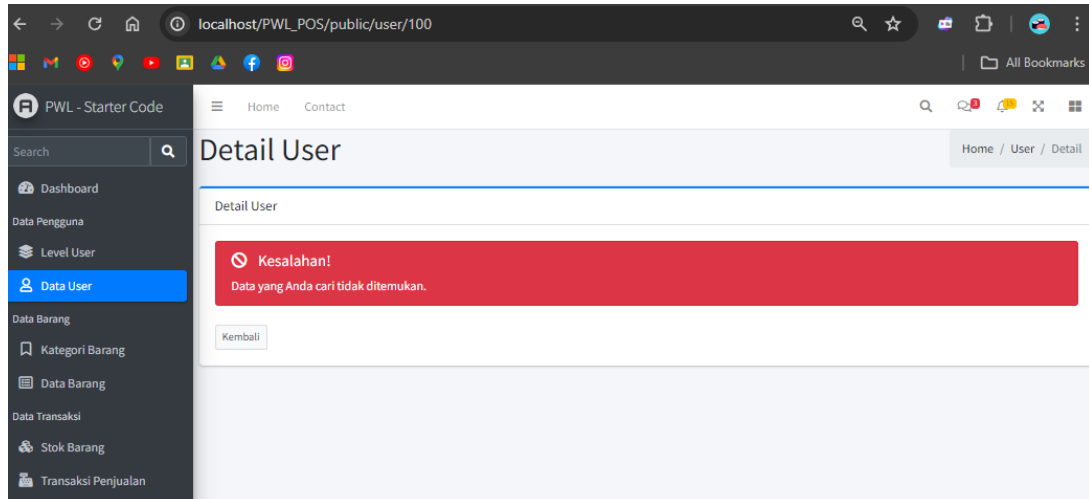 localhost/PWL_POS/public/user/100
All Bookmarks
PWL - Starter Code
Home Contact
3
15
Search
Detail User
Home / User / Detail
Dashboard
Detail User
Data Pengguna
Level User
Kesalahan!
Data User
Data yang Anda cari tidak ditemukan.
Data Barang
Kembali
Kategori Barang
Data Barang
Data Transaksi
Stok Barang
Transaksi Penjualan